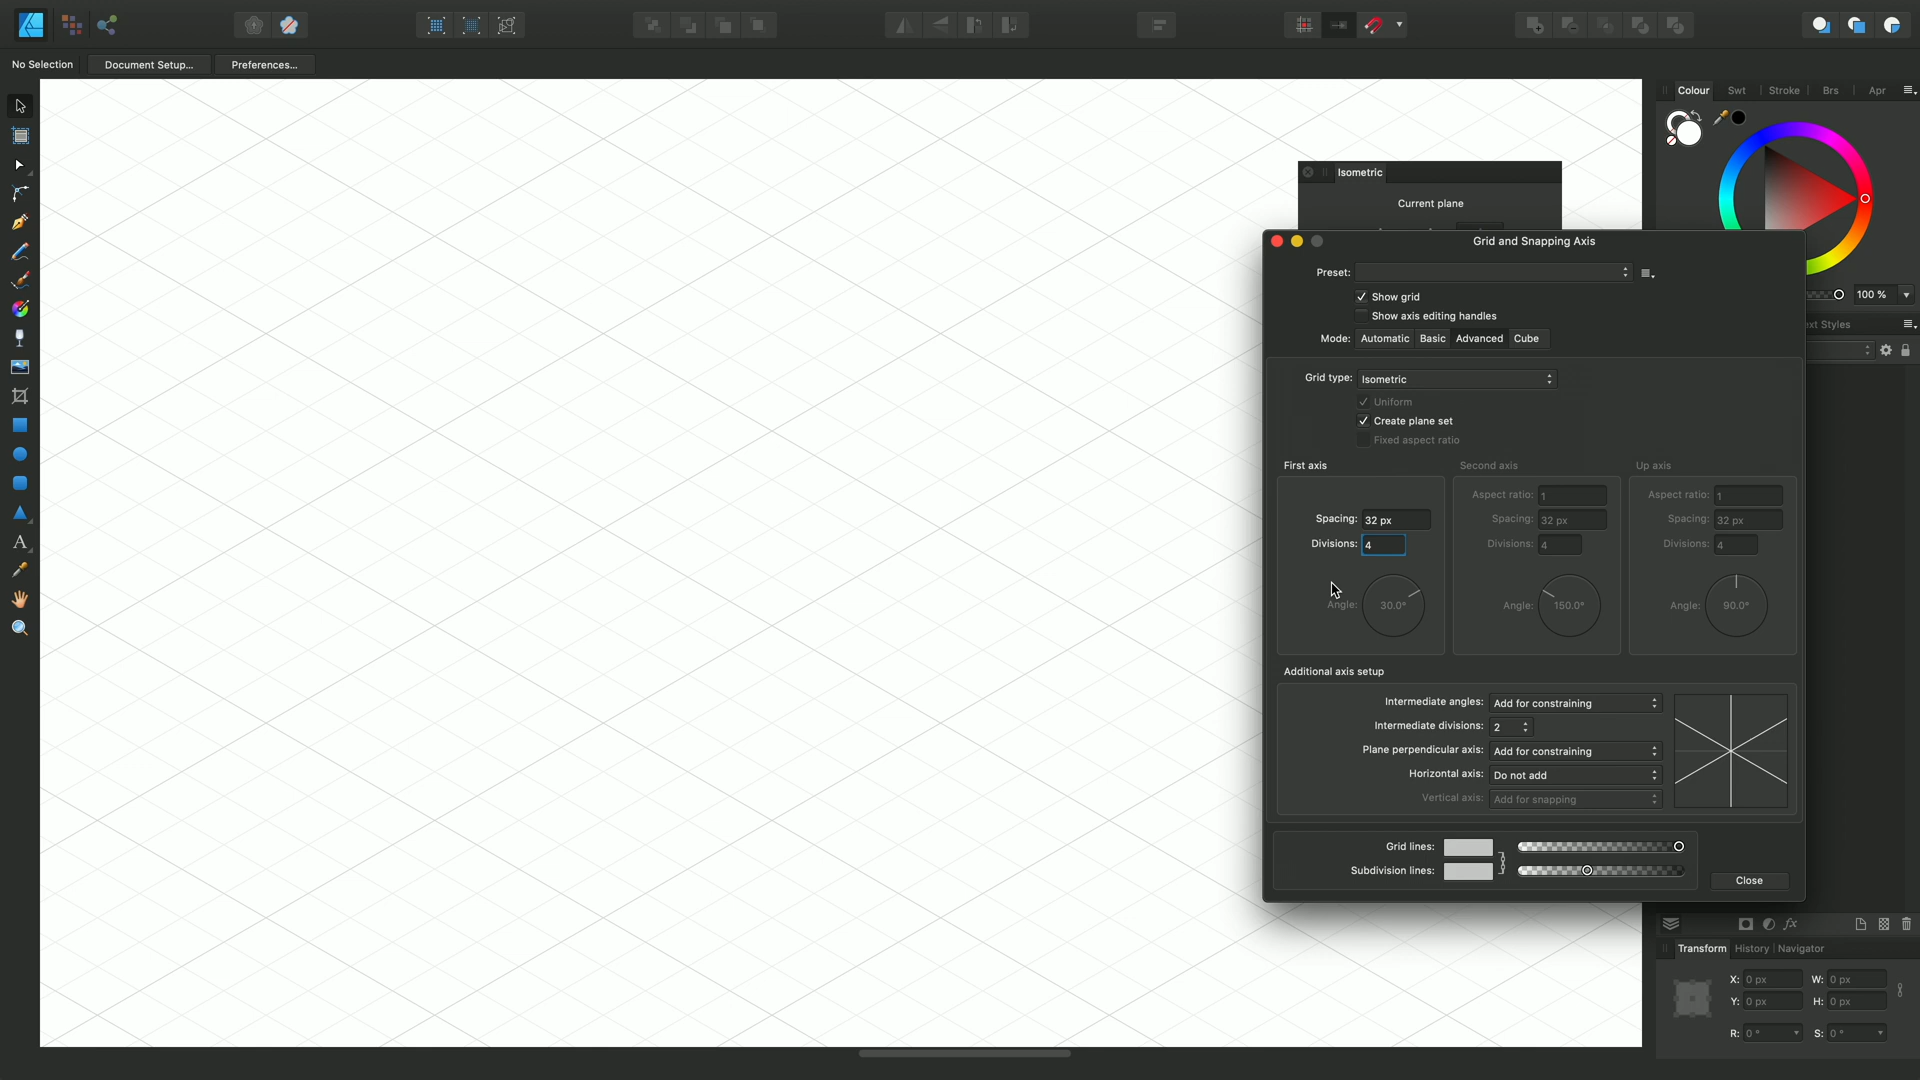 No Selection
Document Setup...
Preferences...
Colour
Swt
Stroke
Brs
Apr
100 %
Isometric
Current plane
Grid and Snapping Axis
Preset:
Show grid
Show axis editing handles
Mode: Automatic Basic Advanced Cube
Grid type: Isometric
Uniform
Create plane set
Fixed aspect ratio
First axis
Spacing: 32 px
Divisions: 4
Angle: 30.0°
Second axis
Aspect ratio: 1
Spacing: 32 px
Divisions: 4
Angle: 150.0°
Up axis
Aspect ratio: 1
Spacing: 32 px
Divisions: 4
Angle: 90.0°
Additional axis setup
Intermediate angles: Add for constraining
Intermediate divisions: 2
Plane perpendicular axis: Add for constraining
Horizontal axis: Do not add
Vertical axis: Add for snapping
Grid lines:
Subdivision lines:
Close
Styles
A
fx
Transform
History
Navigator
X: 0 px
W: 0 px
Y: 0 px
H: 0 px
R: 0 °
S: 0 °